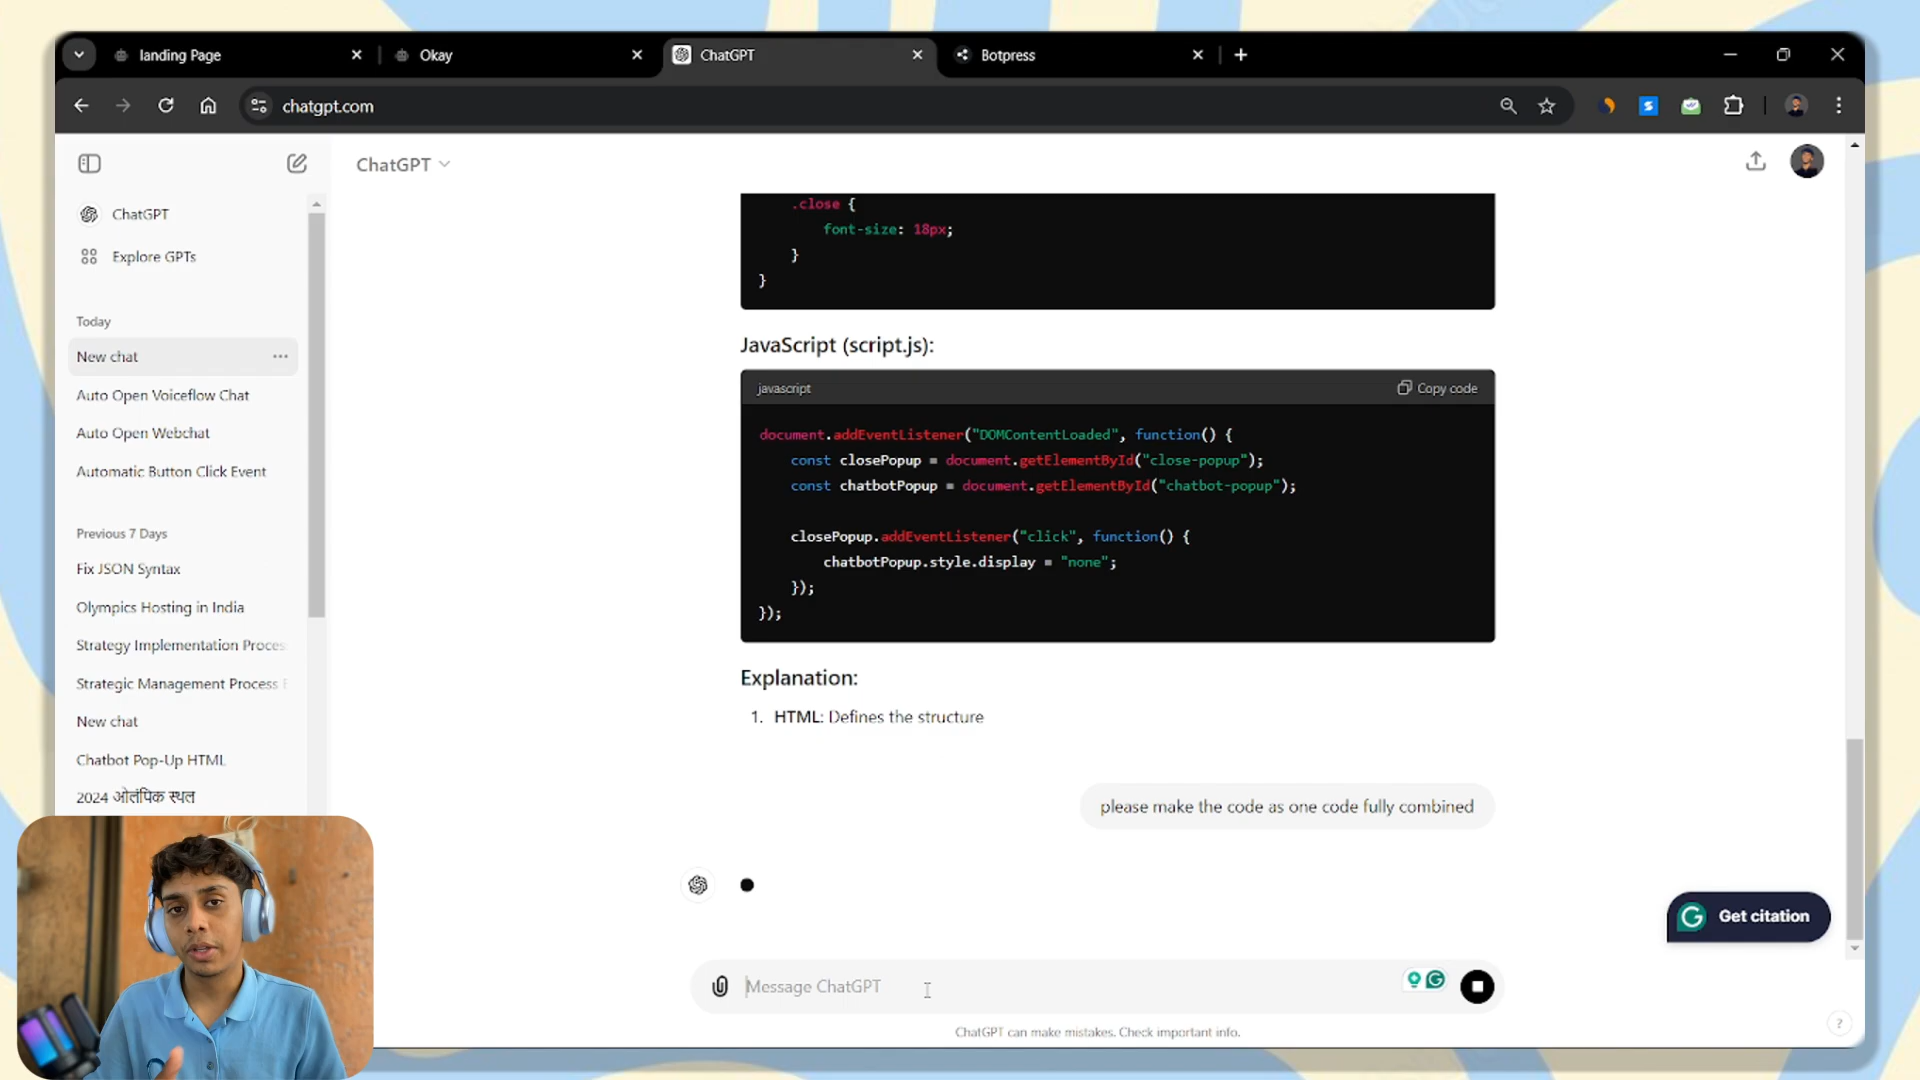 landing Page
Okay
ChatGPT
Botpress
chatgpt.com
ChatGPT
ChatGPT
Explore GPTs
Today
New chat
Auto Open Voiceflow Chat
Auto Open Webchat
Automatic Button Click Event
Previous 7 Days
Fix JSON Syntax
Olympics Hosting in India
Strategy Implementation Proces
Strategic Management Process
New chat
Chatbot Pop-Up HTML
2024 ओलंपिक स्थल
.close {
font-size: 18px;
}
}
JavaScript (script.js):
javascript
Copy code
document.addEventListener("DOMContentLoaded", function() {
const closePopup = document.getElementById("close-popup");
const chatbotPopup = document.getElementById("chatbot-popup");
closePopup.addEventListener("click", function() {
chatbotPopup.style.display = "none";
});
});
Explanation:
1. HTML: Defines the structure
please make the code as one code fully combined
Get citation
Message ChatGPT
ChatGPT can make mistakes. Check important info.
?